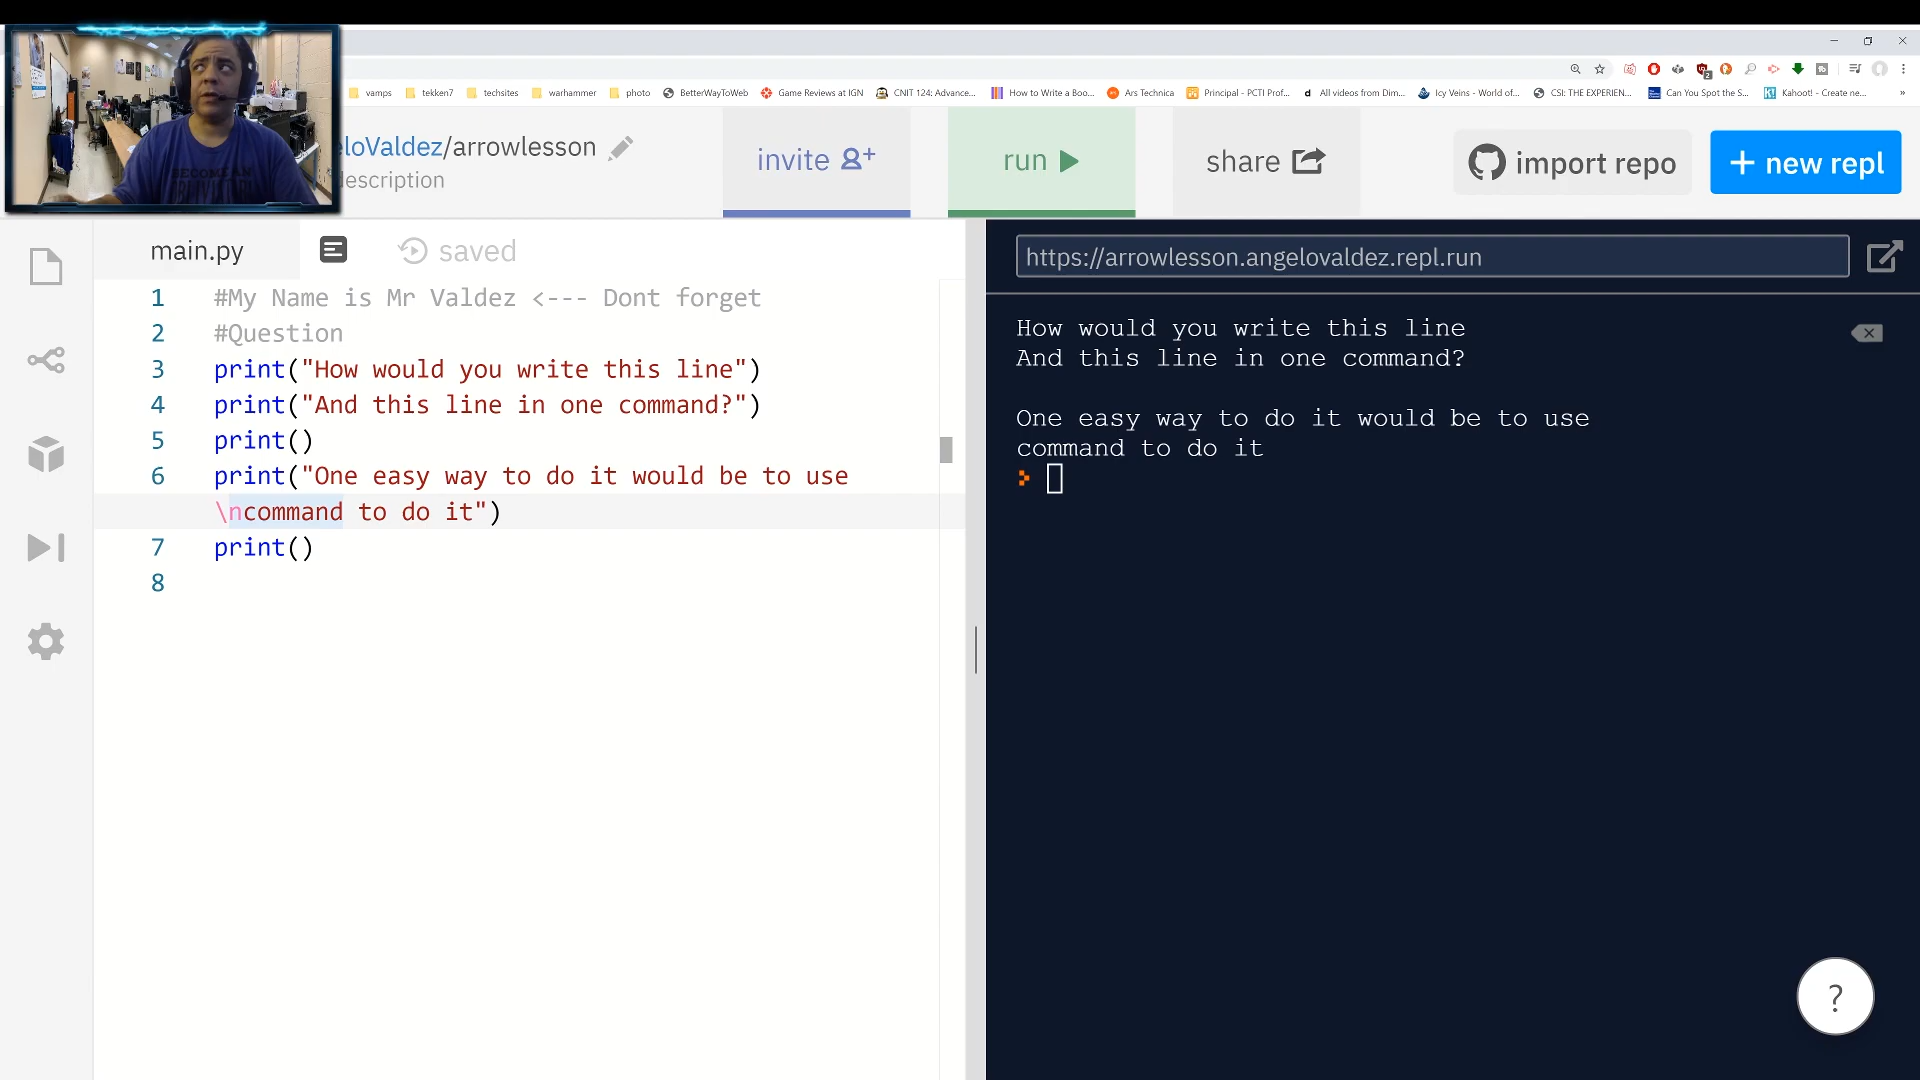 vamps tekken7 techsites warhammer photo BetterWayToWeb Game Reviews at IGN CNIT 124: Advance... How to Write a Boo... Ars Technica Principal - PCTI Prof... All videos from Dim... Icy Veins - World of... CSI: THE EXPERIEN... Can You Spot the S... Kahoot! - Create ne... »
eloValdez/arrowlesson
description
invite
run
share
import repo
+ new repl
main.py
saved
https://arrowlesson.angelovaldez.repl.run
1 #My Name is Mr Valdez <--- Dont forget
2 #Question
3 print("How would you write this line")
4 print("And this line in one command?")
5 print()
6 print("One easy way to do it would be to use
\ncommand to do it")
7 print()
8
How would you write this line
And this line in one command?
One easy way to do it would be to use
command to do it
?
BECOME AN